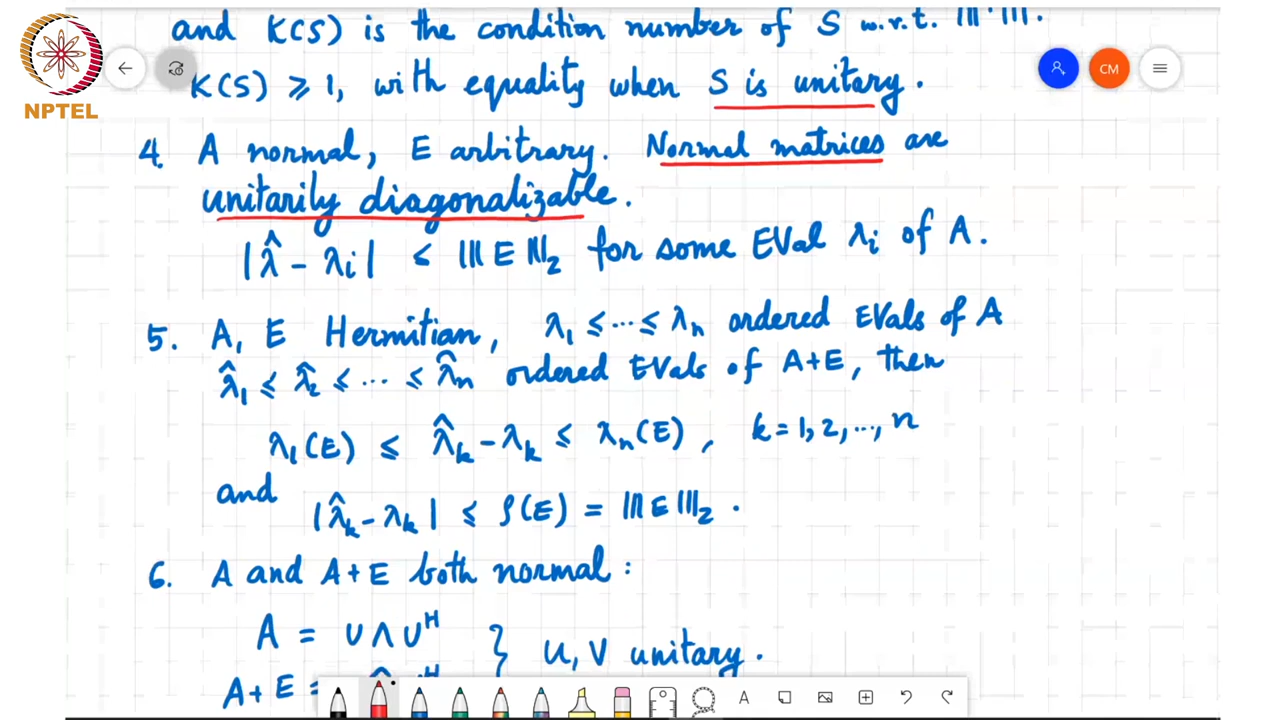 and K(S) is the condition number of S w.r.t. |||·|||.
K(S) ≥ 1, with equality when S is unitary.
NPTEL
CM
4. A normal, E arbitrary. Normal matrices are
unitarily diagonalizable.
|λ̂ - λi| ≤ |||E|||₂ for some EVal λi of A.
5. A, E Hermitian, λ₁ ≤ ··· ≤ λn ordered EVals of A
λ̂₁ ≤ λ̂₂ ≤ ··· ≤ λ̂n ordered EVals of A+E, then
λ₁(E) ≤ λ̂k - λk ≤ λn(E), k = 1, 2, ..., n
and
|λ̂k - λk| ≤ ρ(E) = |||E|||₂.
6. A and A+E both normal:
A = U Λ Uᴴ } U, V unitary.
A+E =
A